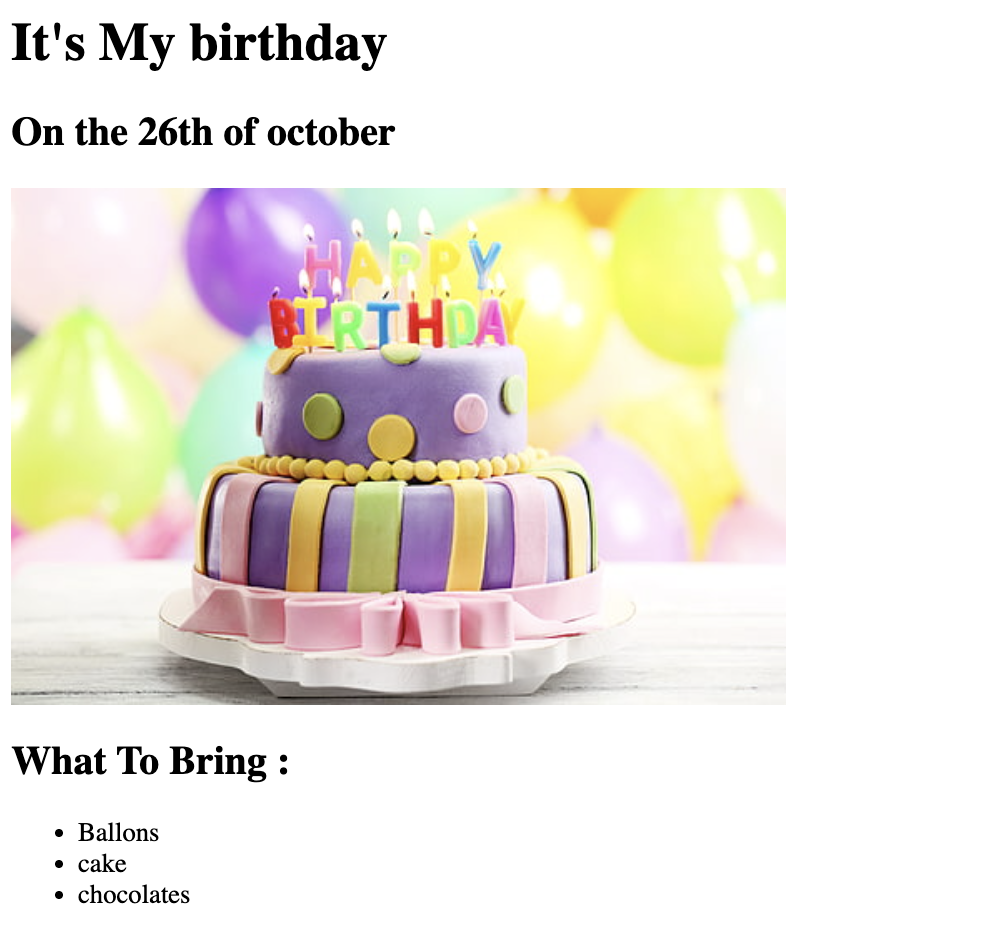 It's My birthday
On the 26th of october
HAPPY
BIRTHDAY
What To Bring :
Ballons
cake
chocolates